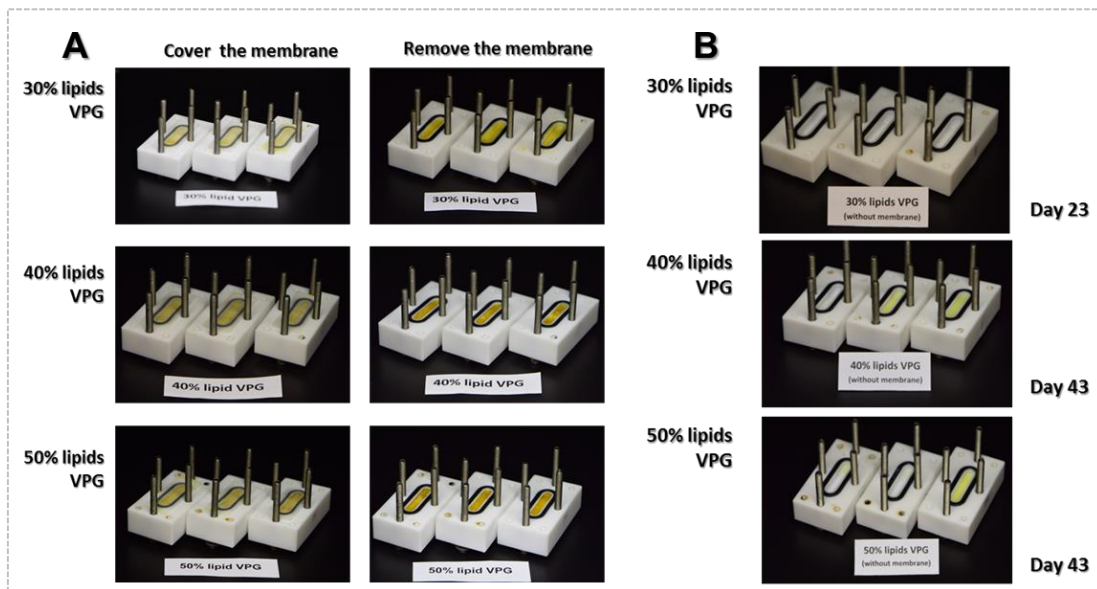 A
Cover the membrane
Remove the membrane
30% lipids
VPG
30% lipid VPG
30% lipid VPG
40% lipids
VPG
40% lipid VPG
40% lipid VPG
50% lipids
VPG
50% lipid VPG
50% lipid VPG
B
30% lipids
VPG
30% lipids VPG
(without membrane)
Day 23
40% lipids
VPG
40% lipids VPG
(without membrane)
Day 43
50% lipids
VPG
50% lipids VPG
(without membrane)
Day 43